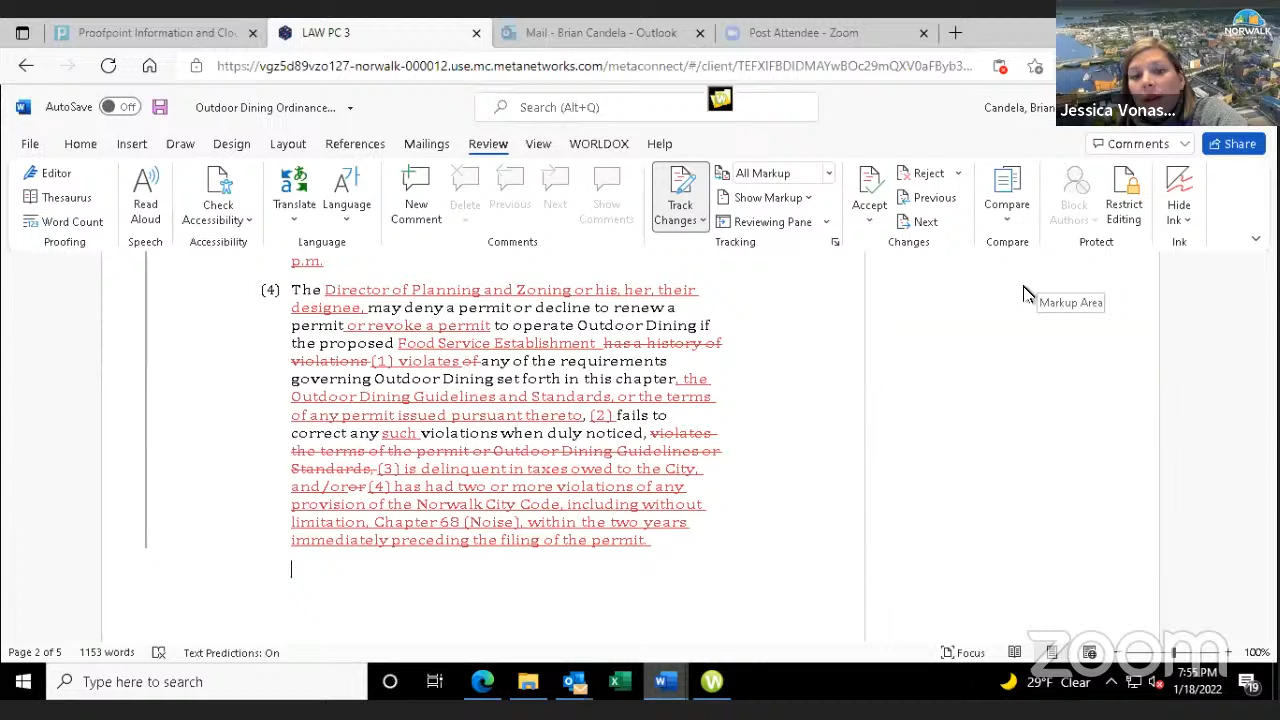 Proofpoint Information and Clo
LAW PC 3
Mail - Brian Candela - Outlook
Post Attendee - Zoom
NORWALK
https://vgz5d89vzo127-norwalk-000012.use.mc.metanetworks.com/metaconnect/#/client/TEFXIFBDIDMAYwBOc29mQXV0aFByb3...
Jessica Vonas...
AutoSave Off
Outdoor Dining Ordinance...
Search (Alt+Q)
Candela, Brian
File Home Insert Draw Design Layout References Mailings Review View WORLDOX Help
Comments Share
Editor
Thesaurus
Word Count
Proofing
Read Aloud
Speech
Check Accessibility
Accessibility
Translate Language
Language
New Comment Delete Previous Next Show Comments
Comments
Track Changes
All Markup
Show Markup
Reviewing Pane
Tracking
Accept
Reject
Previous
Next
Changes
Compare
Compare
Block Authors Restrict Editing
Protect
Hide Ink
Ink
p.m.
(4) The Director of Planning and Zoning or his, her, their
designee, may deny a permit or decline to renew a
permit or revoke a permit to operate Outdoor Dining if
the proposed Food Service Establishment has a history of
violations (1) violates of any of the requirements
governing Outdoor Dining set forth in this chapter, the
Outdoor Dining Guidelines and Standards, or the terms
of any permit issued pursuant thereto, (2) fails to
correct any such violations when duly noticed, violates
the terms of the permit or Outdoor Dining Guidelines or
Standards, (3) is delinquent in taxes owed to the City,
and/oror (4) has had two or more violations of any
provision of the Norwalk City Code, including without
limitation, Chapter 68 (Noise), within the two years
immediately preceding the filing of the permit.
Markup Area
Page 2 of 5 1153 words Text Predictions: On
Focus
100%
zoom
Type here to search
29°F Clear
7:55 PM
1/18/2022
19